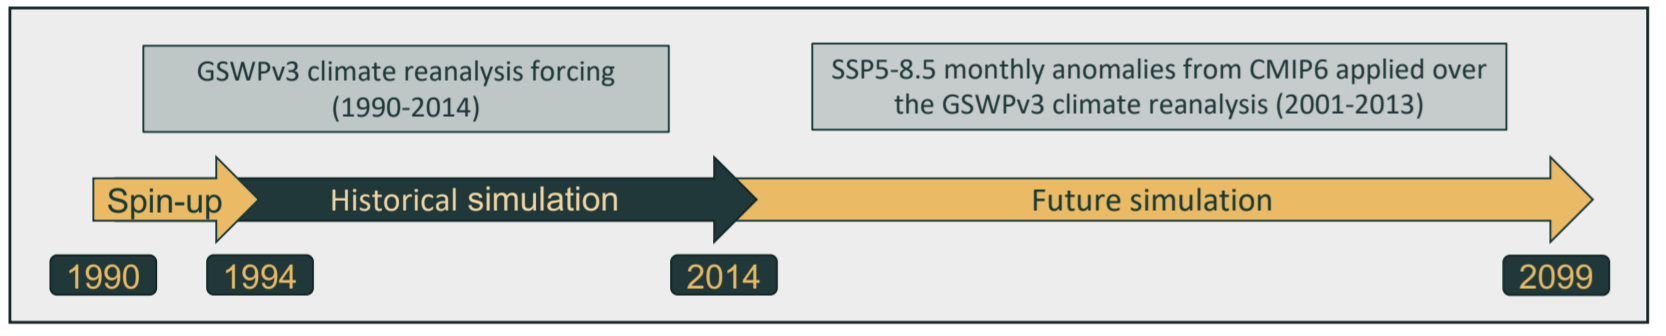 GSWPv3 climate reanalysis forcing
(1990-2014)
SSP5-8.5 monthly anomalies from CMIP6 applied over
the GSWPv3 climate reanalysis (2001-2013)
Spin-up
Historical simulation
Future simulation
1990
1994
2014
2099